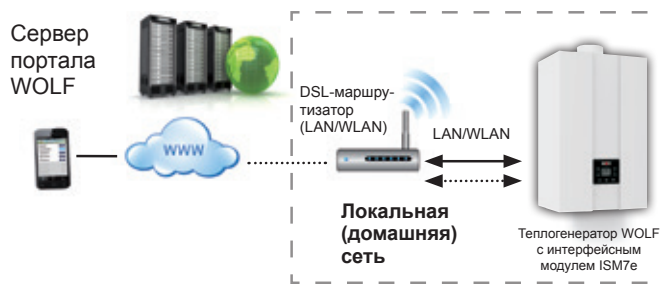 Сервер
портала
WOLF
WWW
DSL-маршру-
тизатор
(LAN/WLAN)
LAN/WLAN
Локальная
(домашняя)
сеть
Теплогенератор WOLF
с интерфейсным
модулем ISM7e